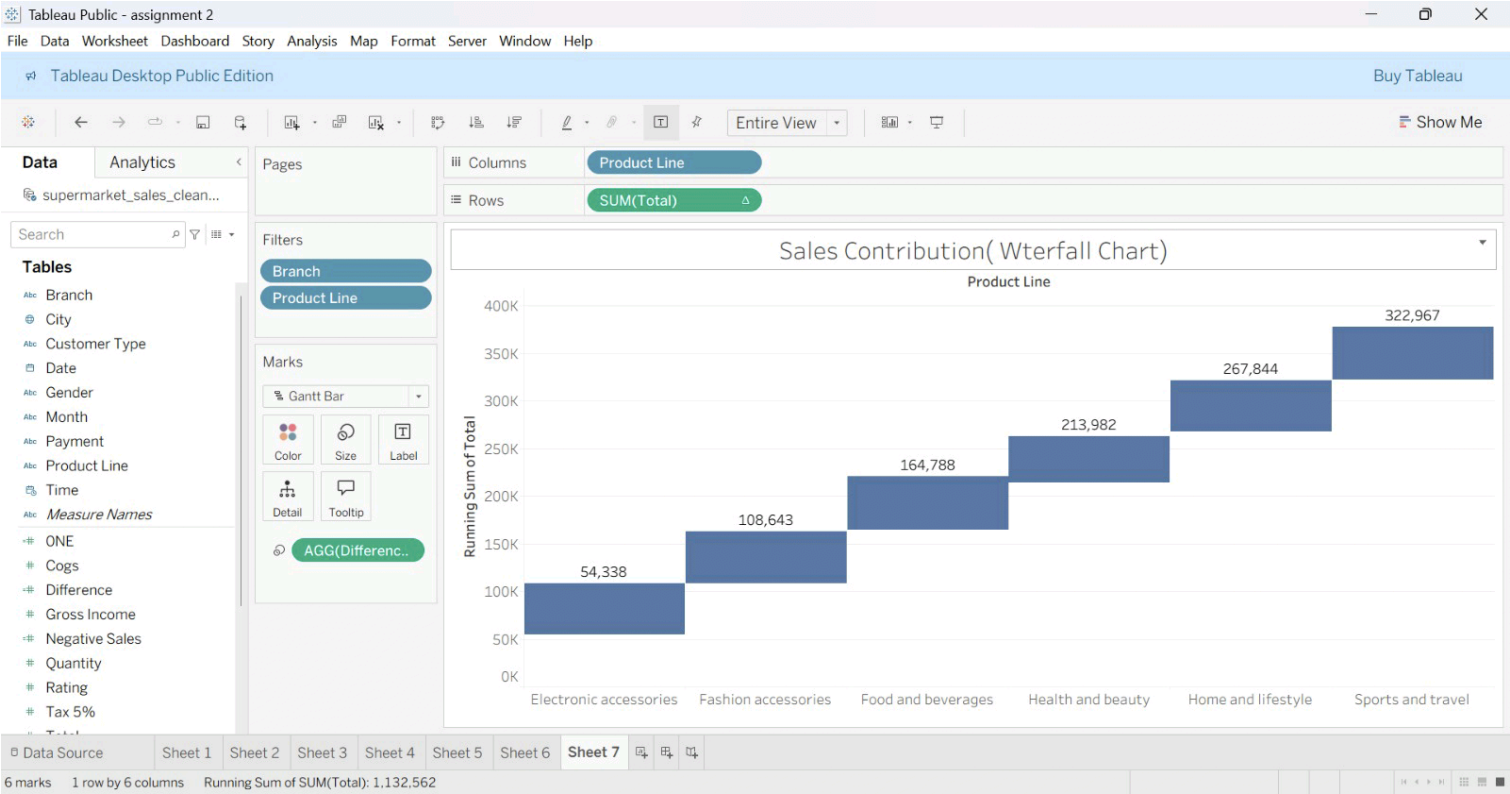 Tableau Public - assignment 2
File Data Worksheet Dashboard Story Analysis Map Format Server Window Help
Tableau Desktop Public Edition
Buy Tableau
Entire View
Show Me
Data
Analytics
supermarket_sales_clean...
Search
Tables
Abc Branch
City
Abc Customer Type
Date
Abc Gender
Abc Month
Abc Payment
Abc Product Line
Time
Abc Measure Names
=# ONE
# Cogs
=# Difference
# Gross Income
=# Negative Sales
# Quantity
# Rating
# Tax 5%
Pages
Filters
Branch
Product Line
Marks
Gantt Bar
Color Size Label
Detail Tooltip
AGG(Differenc..
Columns
Product Line
Rows
SUM(Total)
Sales Contribution( Wterfall Chart)
Product Line
Running Sum of Total
400K
350K
300K
250K
200K
150K
100K
50K
0K
54,338
108,643
164,788
213,982
267,844
322,967
Electronic accessories Fashion accessories Food and beverages Health and beauty Home and lifestyle Sports and travel
Data Source Sheet 1 Sheet 2 Sheet 3 Sheet 4 Sheet 5 Sheet 6 Sheet 7
6 marks 1 row by 6 columns Running Sum of SUM(Total): 1,132,562